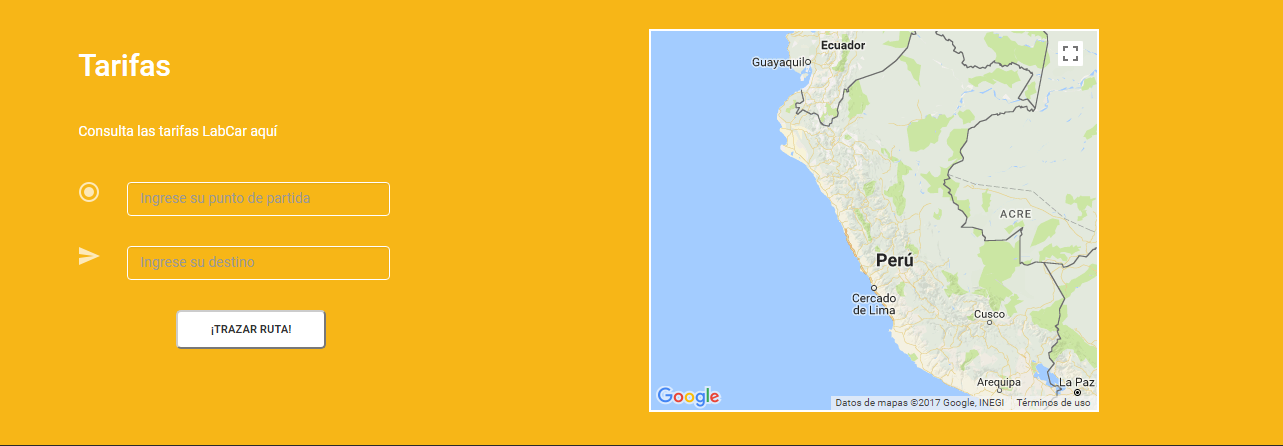 Tarifas
Consulta las tarifas LabCar aquí
Ingrese su punto de partida
Ingrese su destino
¡TRAZAR RUTA!
Ecuador
Guayaquil
ACRE
Perú
Cercado
de Lima
Cusco
Arequipa
La Paz
Google
Datos de mapas ©2017 Google, INEGI
Términos de uso